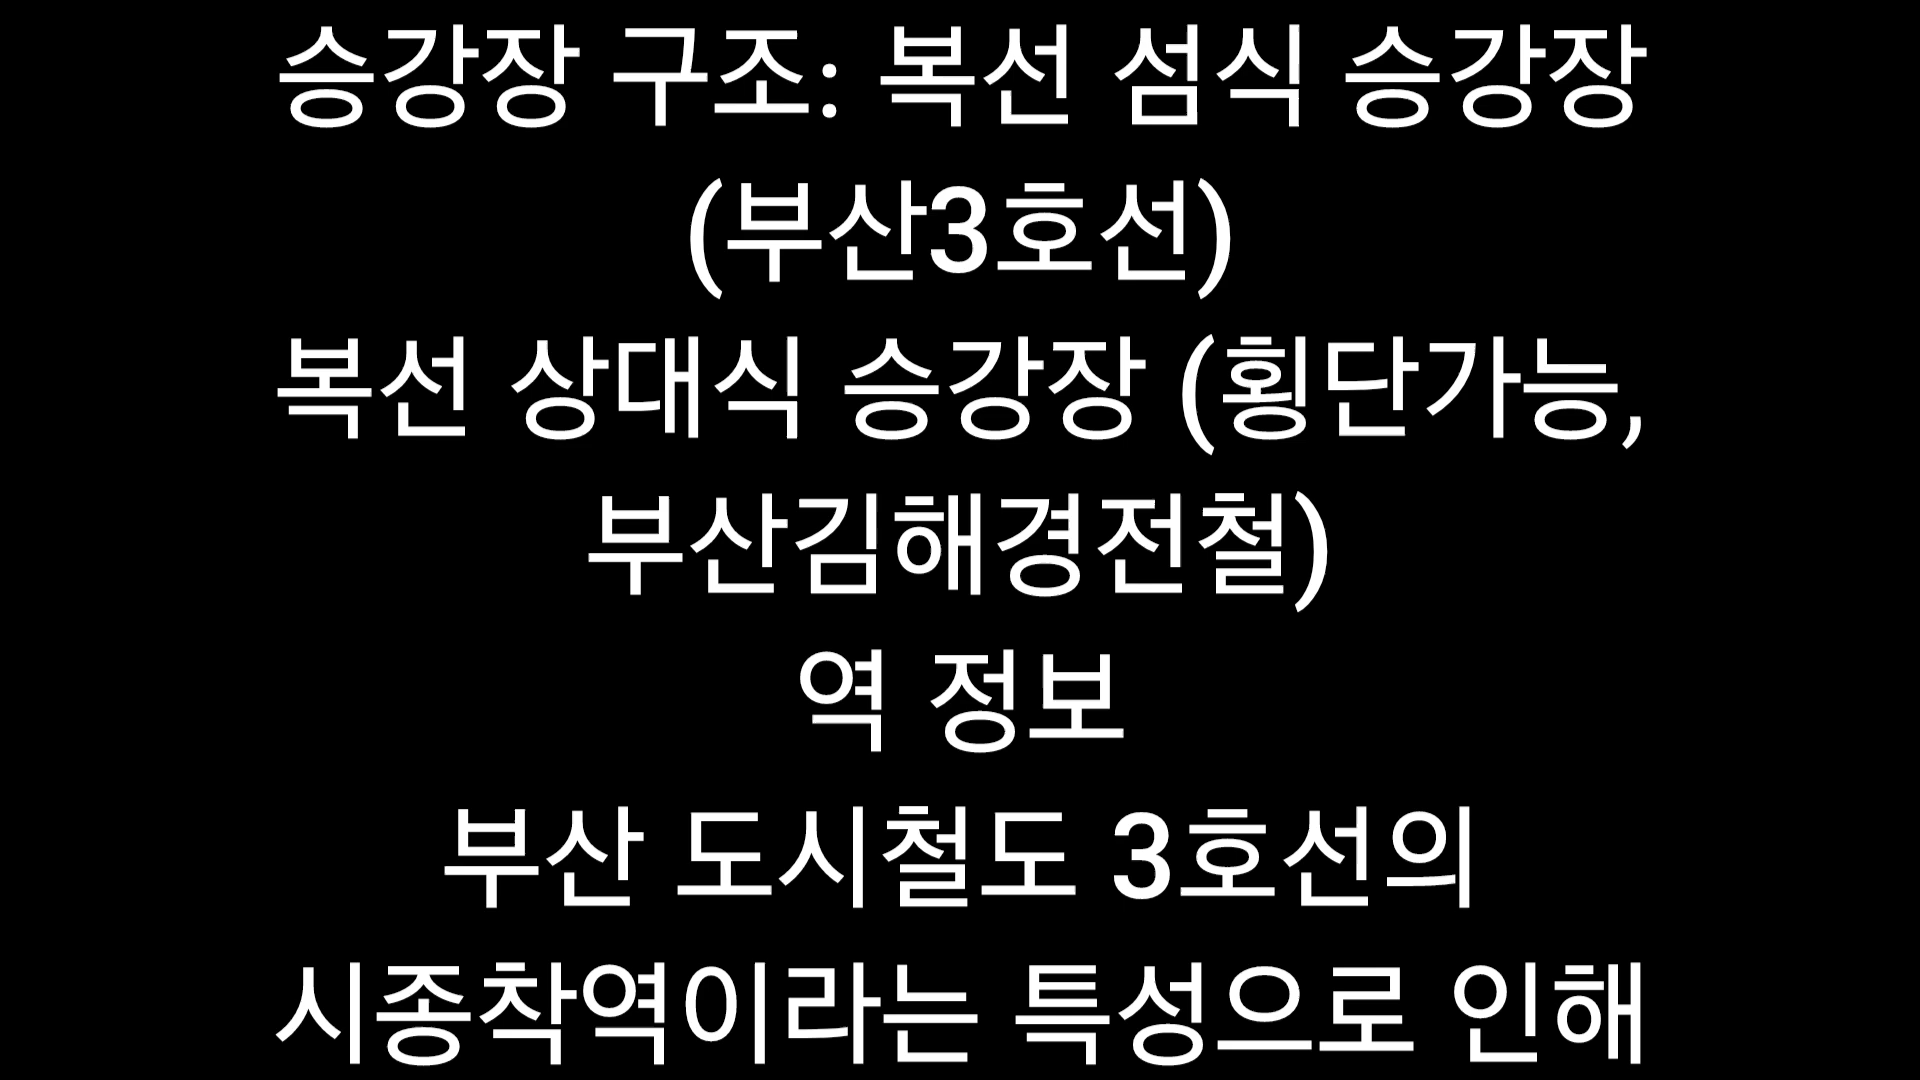 승강장 구조: 복선 섬식 승강장
(부산3호선)
복선 상대식 승강장 (횡단가능,
부산김해경전철)
역 정보
부산 도시철도 3호선의
시종착역이라는 특성으로 인해